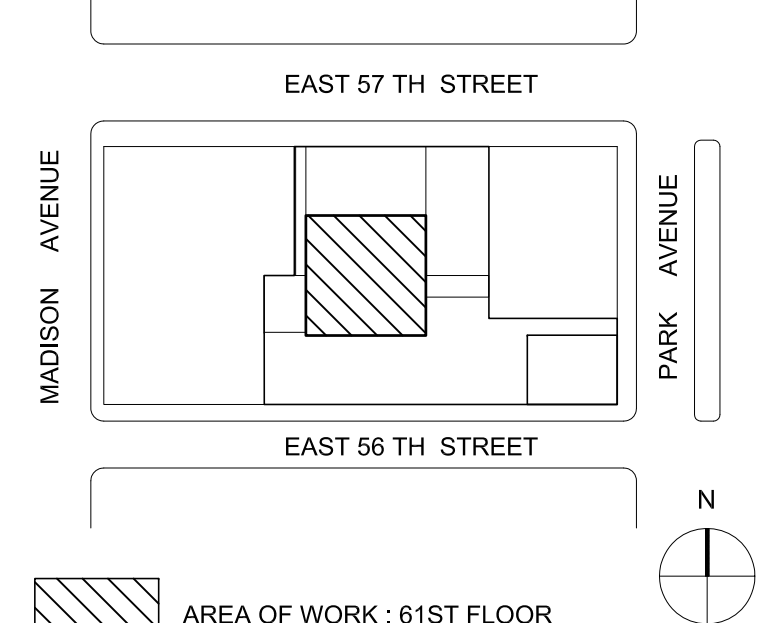 EAST 57 TH STREET
MADISON AVENUE
PARK AVENUE
EAST 56 TH STREET
N
AREA OF WORK : 61ST FLOOR